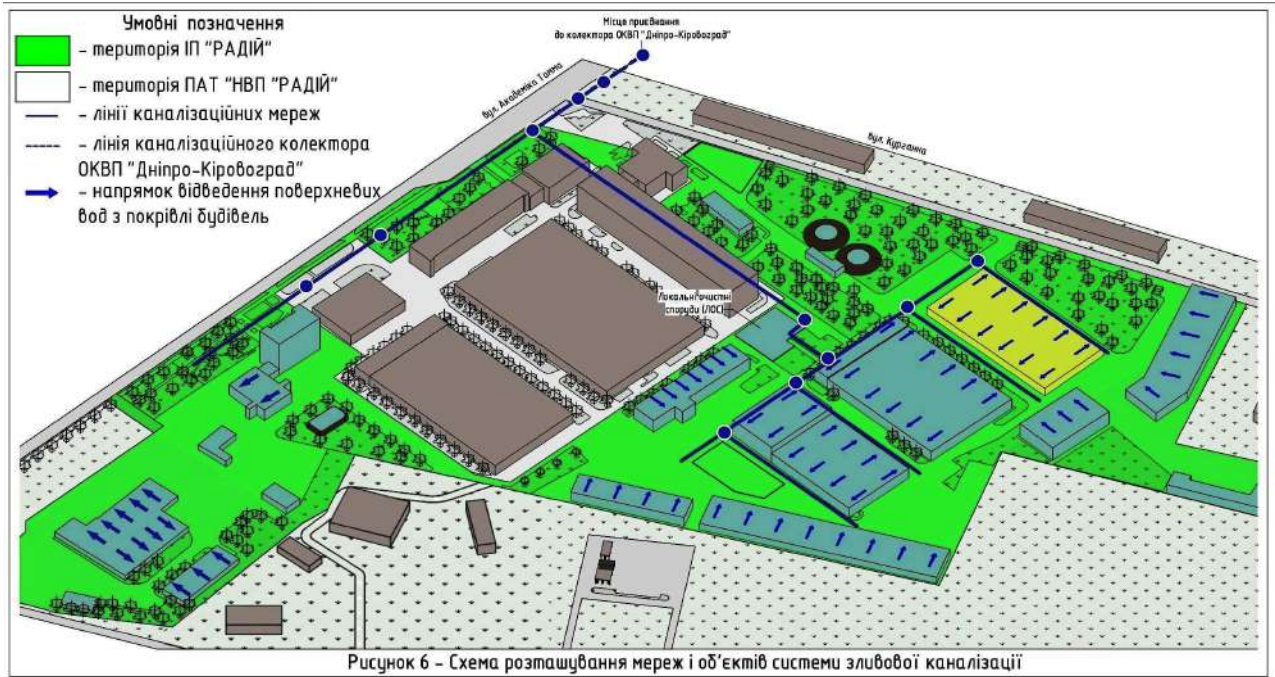 Умовні позначення
- територія ІП "РАДІЙ"
- територія ПАТ "НВП "РАДІЙ"
- лінії каналізаційних мереж
- лінія каналізаційного колектора
ОКВП "Дніпро-Кіровоград"
- напрямок відведення поверхневих
вод з покрівлі будівель
Місце приєднання
до колектора ОКВП "Дніпро-Кіровоград"
вул. Академіка Тамма
вул. Курганна
Локальні очистні
споруди (ЛОС)
Рисунок 6 - Схема розташування мереж і об'єктів системи зливової каналізації